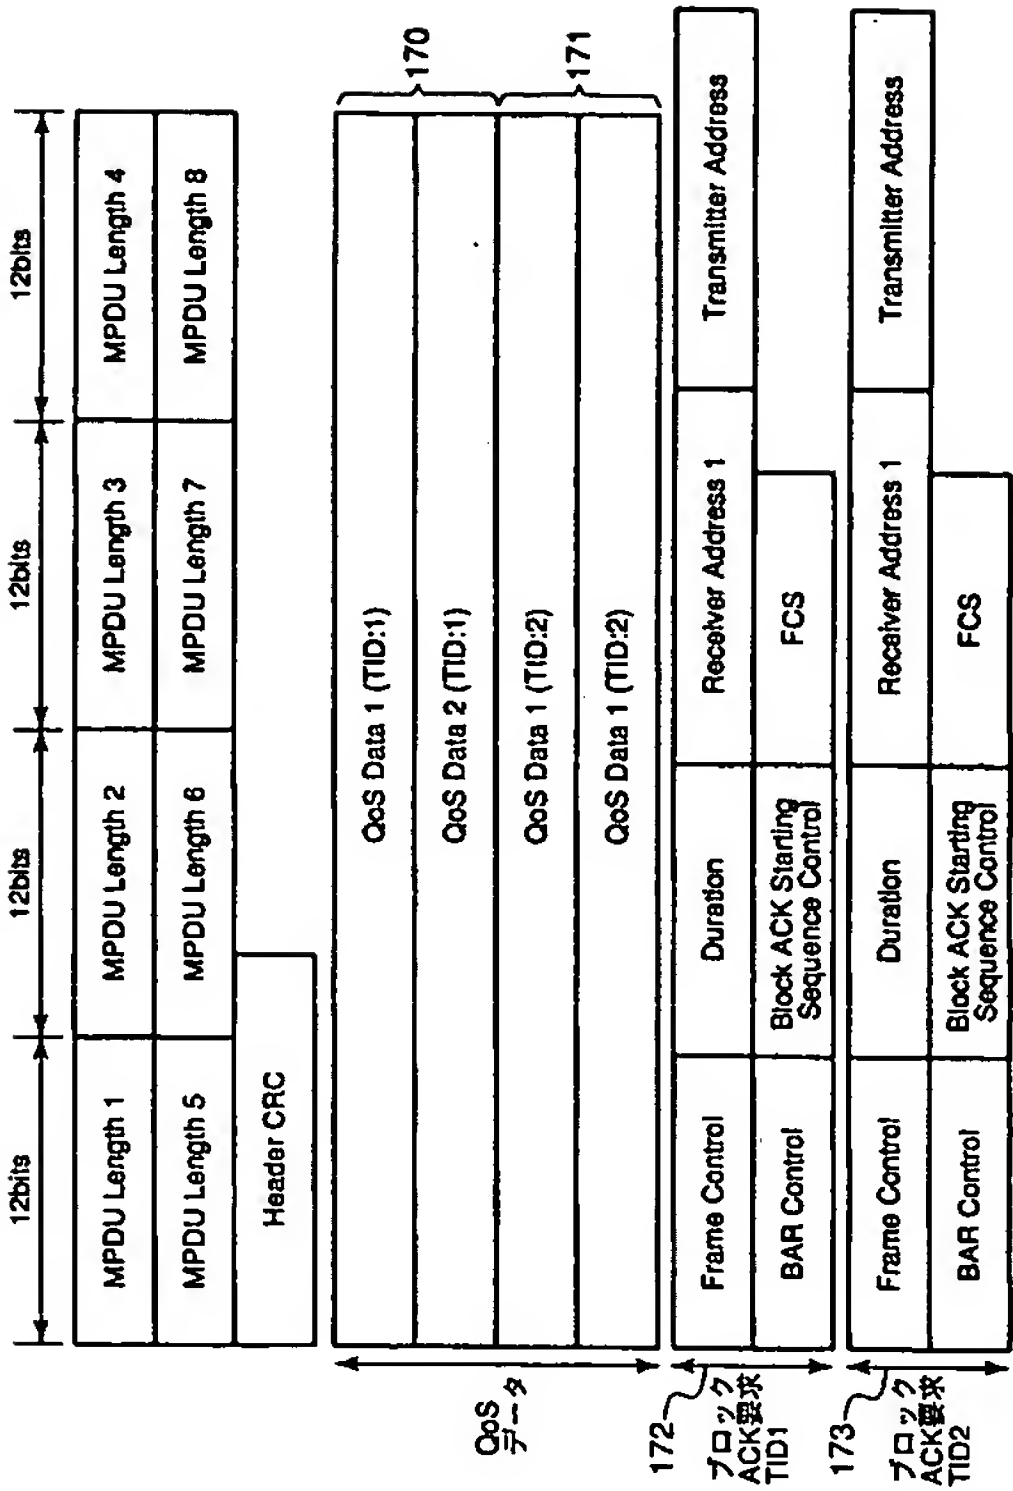 12bits
12bits
12bits
12bits
MPDU Length 1
MPDU Length 2
MPDU Length 3
MPDU Length 4
MPDU Length 5
MPDU Length 6
MPDU Length 7
MPDU Length 8
Header CRC
QoS
データ
QoS Data 1 (TID:1)
QoS Data 2 (TID:1)
QoS Data 1 (TID:2)
QoS Data 1 (TID:2)
170
171
172
ブロック
ACK要求
TID1
Frame Control
Duration
Receiver Address 1
Transmitter Address
BAR Control
Block ACK Starting
Sequence Control
FCS
173
ブロック
ACK要求
TID2
Frame Control
Duration
Receiver Address 1
Transmitter Address
BAR Control
Block ACK Starting
Sequence Control
FCS